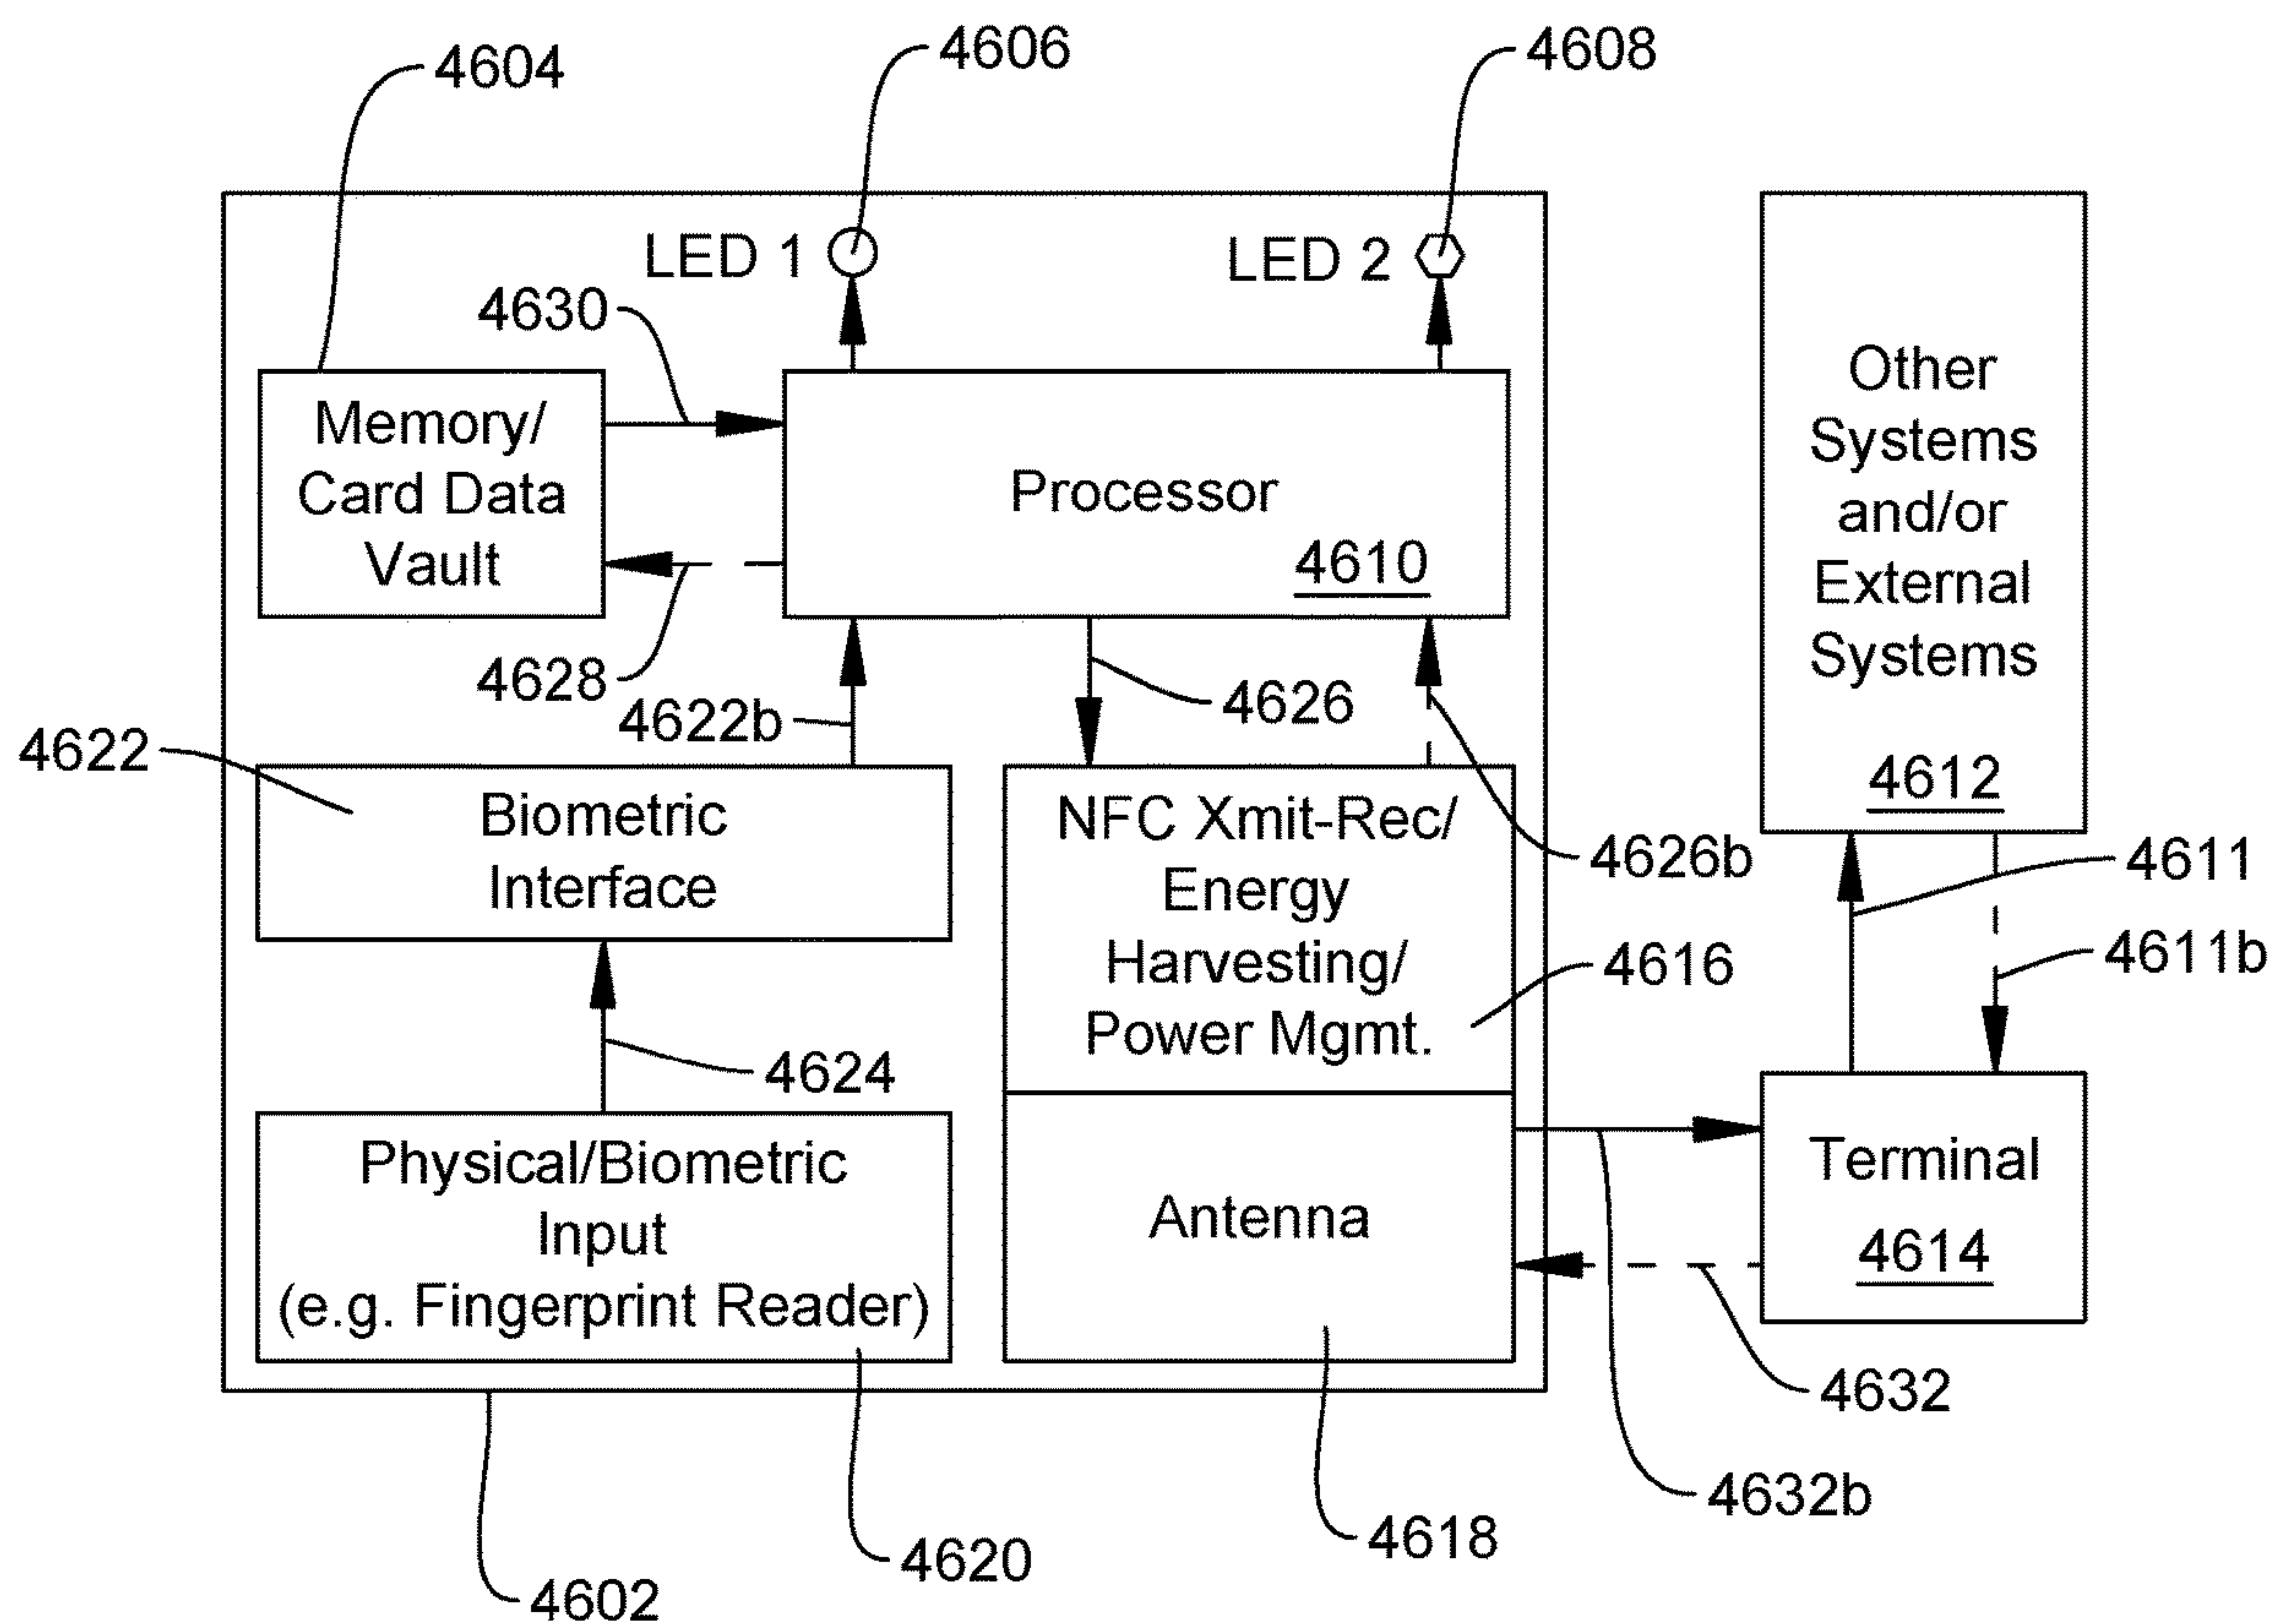 4604
4606
4608
LED 1
LED 2
4630
Memory/
Card Data
Vault
Processor
4610
Other
Systems
and/or
External
Systems
4612
4628
4622b
4626
4626b
4622
Biometric
Interface
NFC Xmit-Rec/
Energy
Harvesting/
Power Mgmt.
4616
4611
4611b
4624
Physical/Biometric
Input
(e.g. Fingerprint Reader)
Antenna
Terminal
4614
4632
4632b
4618
4620
4602